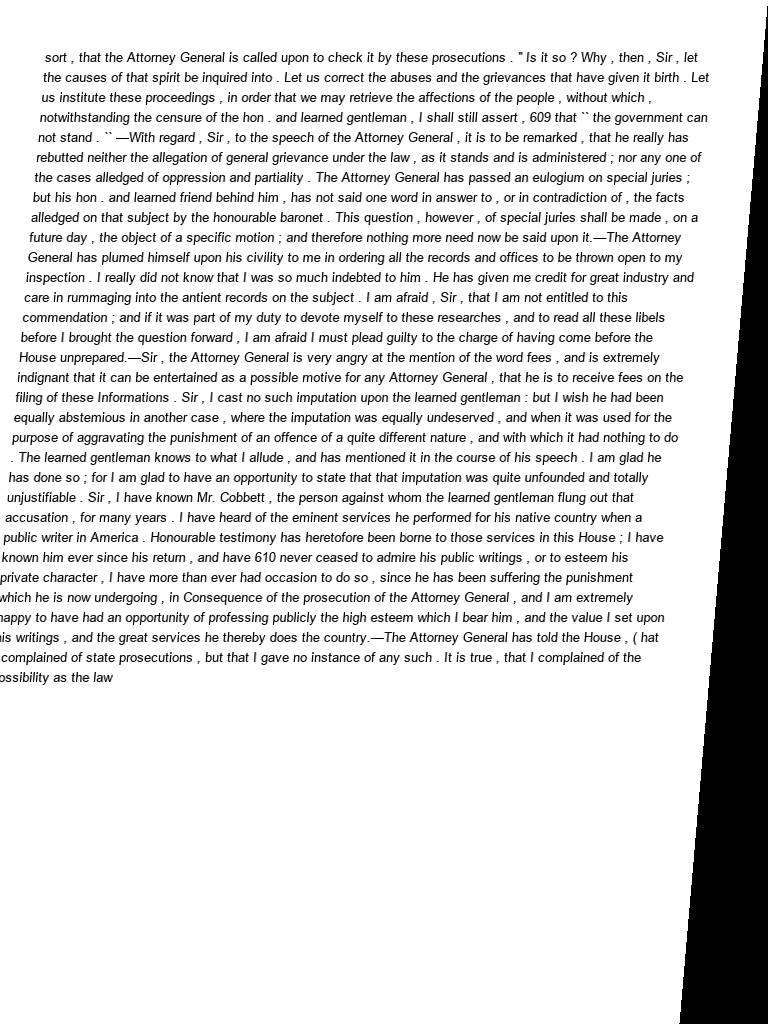 sort , that the Attorney General is called upon to check it by these prosecutions . " Is it so ? Why , then , Sir , let
the causes of that spirit be inquired into . Let us correct the abuses and the grievances that have given it birth . Let
us institute these proceedings , in order that we may retrieve the affections of the people , without which ,
notwithstanding the censure of the hon . and learned gentleman , I shall still assert , 609 that `` the government can
not stand . `` —With regard , Sir , to the speech of the Attorney General , it is to be remarked , that he really has
rebutted neither the allegation of general grievance under the law , as it stands and is administered ; nor any one of
the cases alledged of oppression and partiality . The Attorney General has passed an eulogium on special juries ;
but his hon . and learned friend behind him , has not said one word in answer to , or in contradiction of , the facts
alledged on that subject by the honourable baronet . This question , however , of special juries shall be made , on a
future day , the object of a specific motion ; and therefore nothing more need now be said upon it.—The Attorney
General has plumed himself upon his civility to me in ordering all the records and offices to be thrown open to my
inspection . I really did not know that I was so much indebted to him . He has given me credit for great industry and
care in rummaging into the antient records on the subject . I am afraid , Sir , that I am not entitled to this
commendation ; and if it was part of my duty to devote myself to these researches , and to read all these libels
before I brought the question forward , I am afraid I must plead guilty to the charge of having come before the
House unprepared.—Sir , the Attorney General is very angry at the mention of the word fees , and is extremely
indignant that it can be entertained as a possible motive for any Attorney General , that he is to receive fees on the
filing of these Informations . Sir , I cast no such imputation upon the learned gentleman : but I wish he had been
equally abstemious in another case , where the imputation was equally undeserved , and when it was used for the
purpose of aggravating the punishment of an offence of a quite different nature , and with which it had nothing to do
. The learned gentleman knows to what I allude , and has mentioned it in the course of his speech . I am glad he
has done so ; for I am glad to have an opportunity to state that that imputation was quite unfounded and totally
unjustifiable . Sir , I have known Mr. Cobbett , the person against whom the learned gentleman flung out that
accusation , for many years . I have heard of the eminent services he performed for his native country when a
public writer in America . Honourable testimony has heretofore been borne to those services in this House ; I have
known him ever since his return , and have 610 never ceased to admire his public writings , or to esteem his
private character , I have more than ever had occasion to do so , since he has been suffering the punishment
which he is now undergoing , in Consequence of the prosecution of the Attorney General , and I am extremely
happy to have had an opportunity of professing publicly the high esteem which I bear him , and the value I set upon
his writings , and the great services he thereby does the country.—The Attorney General has told the House , ( hat
complained of state prosecutions , but that I gave no instance of any such . It is true , that I complained of the
ossibility as the law